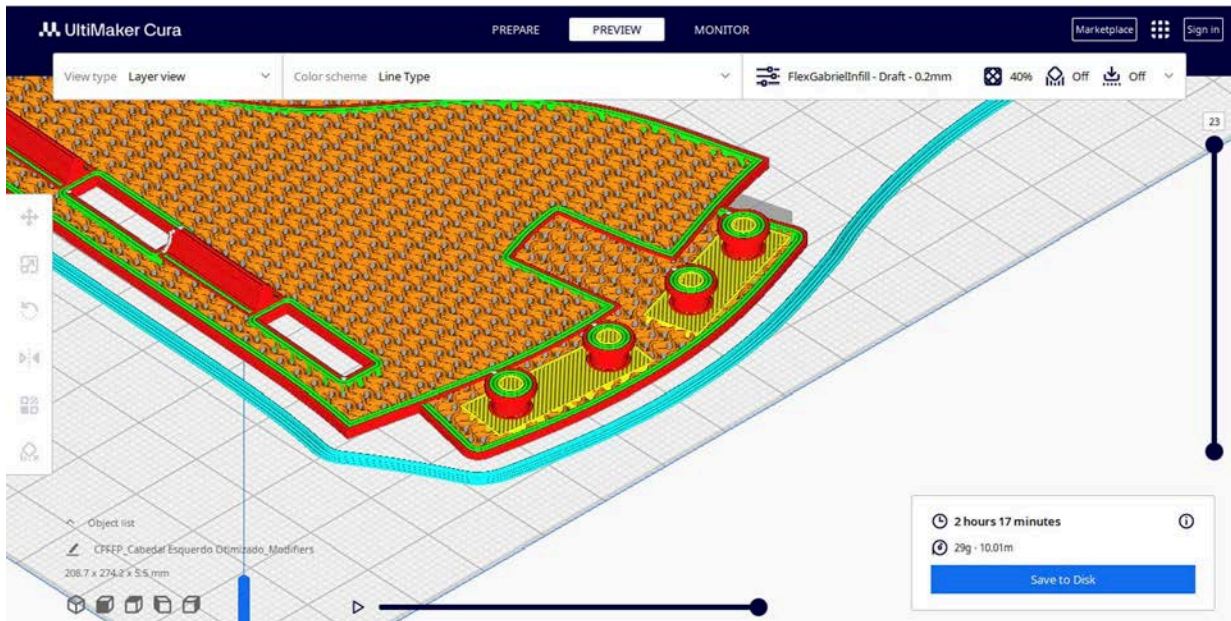 UltiMaker Cura
PREPARE PREVIEW MONITOR
Marketplace Sign in
View type Layer view
Color scheme Line Type
FlexGabrielInfill - Draft - 0.2mm 40% Off Off
23
Object list
CFFFP_Cabedal Esquerdo Otimizado_Modifiers
208.7 x 274.2 x 5.5 mm
2 hours 17 minutes
29g · 10.01m
Save to Disk